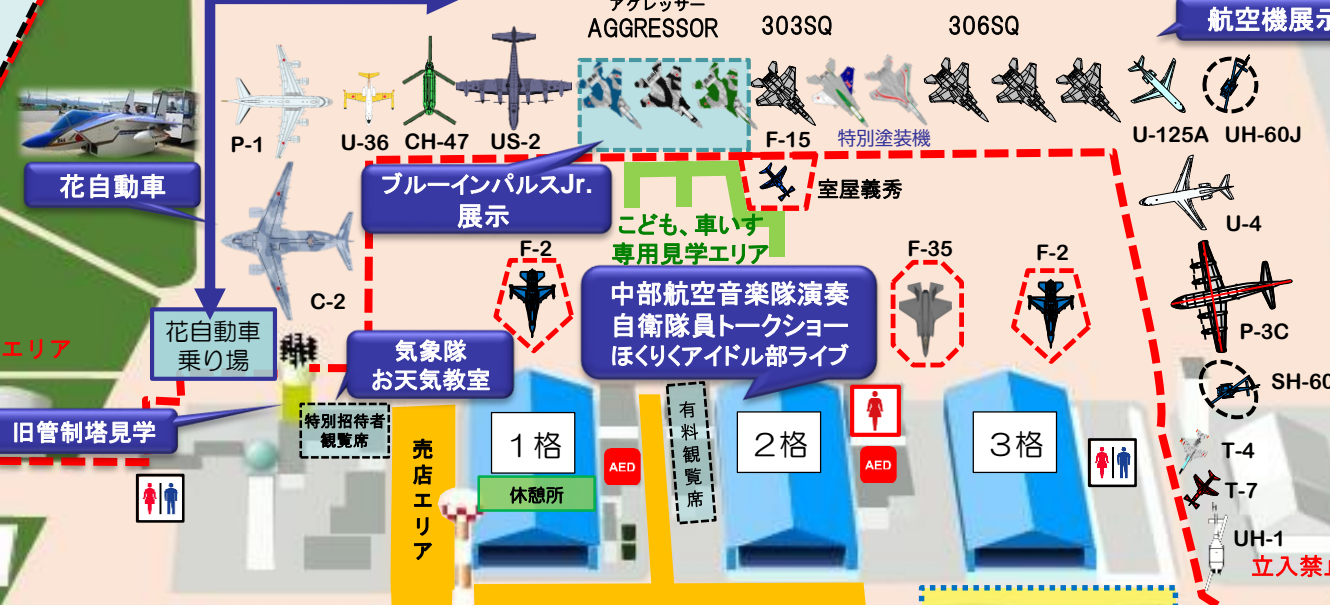 アグレッサー
AGGRESSOR
303SQ
306SQ
航空機展示
P-1
U-36
CH-47
US-2
F-15
特別塗装機
U-125A
UH-60J
花自動車
ブルーインパルスJr.
展示
室屋義秀
こども、車いす
専用見学エリア
U-4
C-2
F-2
F-35
F-2
P-3C
中部航空音楽隊演奏
自衛隊員トークショー
ほくりくアイドル部ライブ
花自動車
乗り場
エリア
気象隊
お天気教室
SH-60
旧管制塔見学
特別招待者
観覧席
売店エリア
1格
休憩所
AED
有料観覧席
2格
AED
3格
T-4
T-7
UH-1
立入禁止